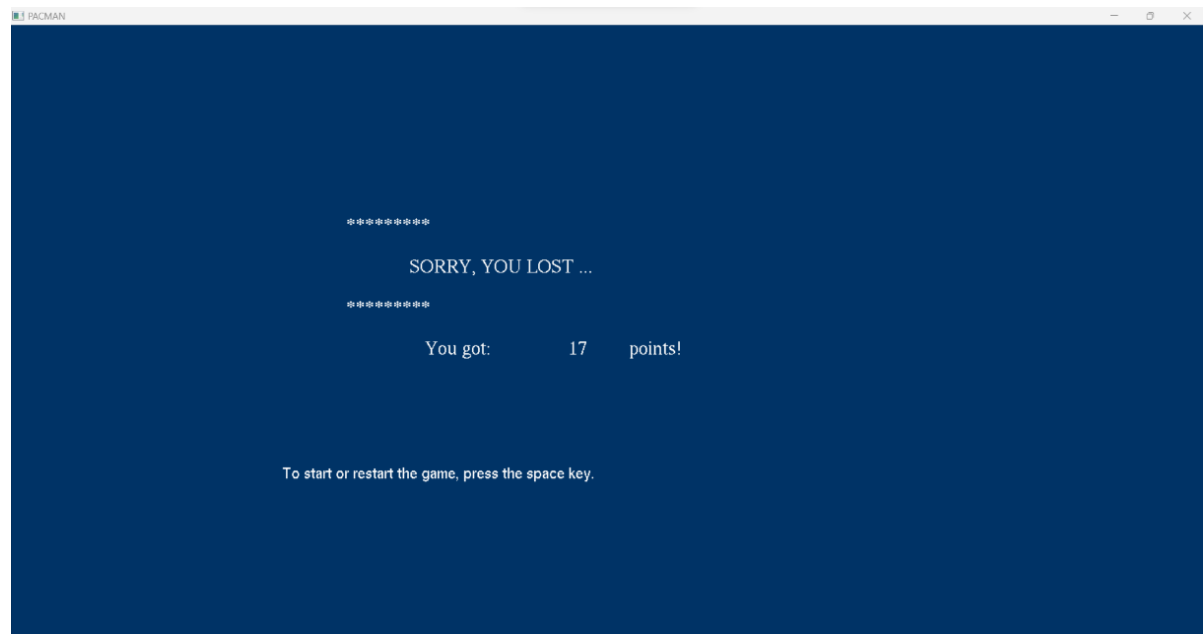 PACMAN
*********
SORRY, YOU LOST ...
*********
You got: 17 points!
To start or restart the game, press the space key.